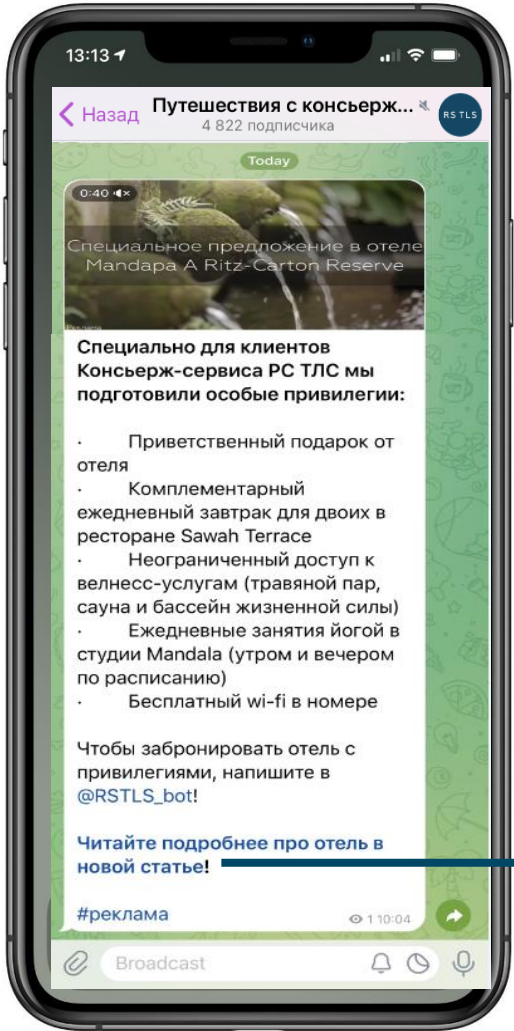 13:13
Назад
Путешествия с консьерж...
4 822 подписчика
RSTLS
Today
0:40
Специальное предложение в отеле
Mandapa A Ritz-Carton Reserve
Реклама
Специально для клиентов
Консьерж-сервиса РС ТЛС мы
подготовили особые привилегии:
· Приветственный подарок от
отеля
· Комплементарный
ежедневный завтрак для двоих в
ресторане Sawah Terrace
· Неограниченный доступ к
велнесс-услугам (травяной пар,
сауна и бассейн жизненной силы)
· Ежедневные занятия йогой в
студии Mandala (утром и вечером
по расписанию)
· Бесплатный wi-fi в номере
Чтобы забронировать отель с
привилегиями, напишите в
@RSTLS_bot!
Читайте подробнее про отель в
новой статье!
#реклама
1 10:04
Broadcast